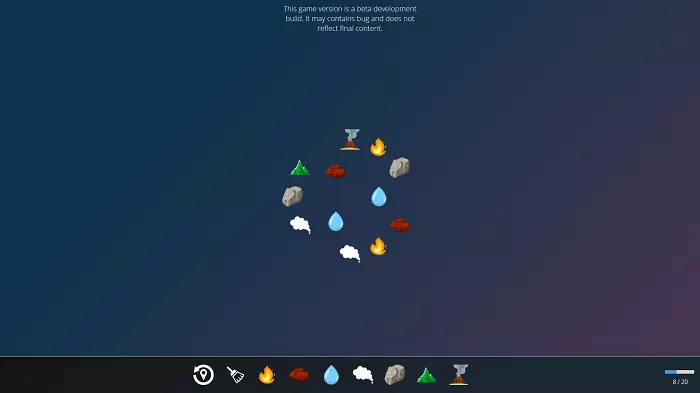 This game version is a beta development
build. It may contains bug and does not
reflect final content.
8 / 20